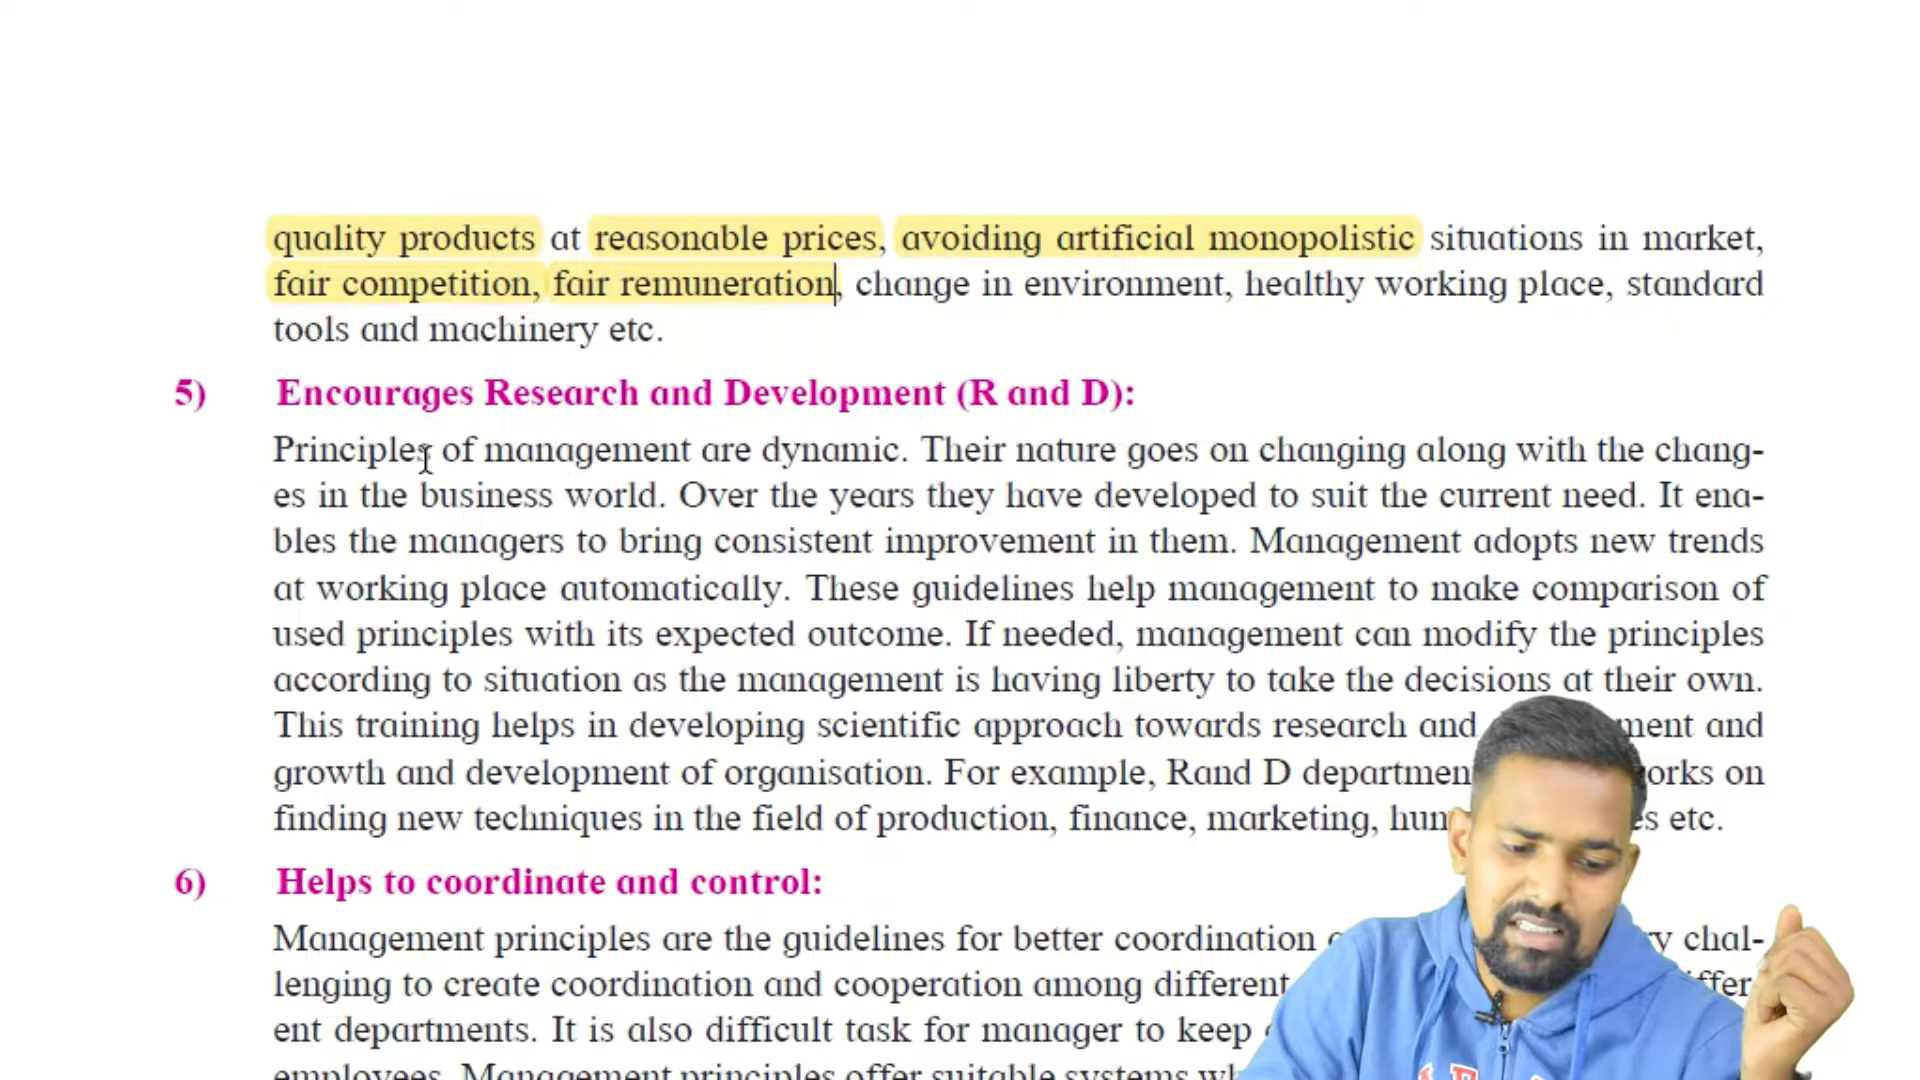 quality products at reasonable prices, avoiding artificial monopolistic situations in market,
fair competition, fair remuneration, change in environment, healthy working place, standard
tools and machinery etc.
5) Encourages Research and Development (R and D):
Principles of management are dynamic. Their nature goes on changing along with the chang-
es in the business world. Over the years they have developed to suit the current need. It ena-
bles the managers to bring consistent improvement in them. Management adopts new trends
at working place automatically. These guidelines help management to make comparison of
used principles with its expected outcome. If needed, management can modify the principles
according to situation as the management is having liberty to take the decisions at their own.
This training helps in developing scientific approach towards research and and
growth and development of organisation. For example, Rand D on
finding new techniques in the field of production, finance, marketing, etc.
6) Helps to coordinate and control:
Management principles are the guidelines for better coordination chal-
lenging to create coordination and cooperation among different
ent departments. It is also difficult task for manager to keep
employees. Management principles offer suitable systems